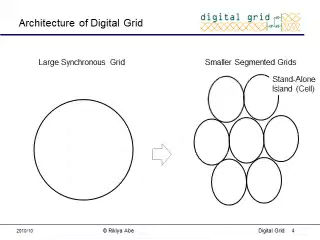 Architecture of Digital Grid
digital grid
Large Synchronous Grid
Smaller Segmented Grids
Stand-Alone
Island (Cell)
2010/10
© Rikiya Abe
Digital Grid 4